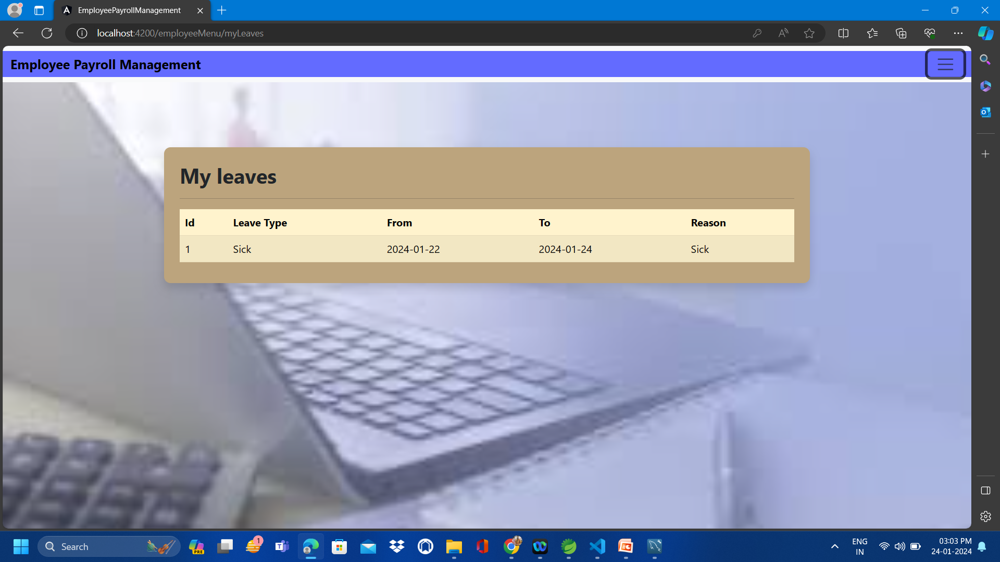 EmployeePayrollManagement
localhost:4200/employeeMenu/myLeaves
Employee Payroll Management
My leaves
Id Leave Type From To Reason
1 Sick 2024-01-22 2024-01-24 Sick
Search
PRE
1
ENG
IN
03:03 PM
24-01-2024